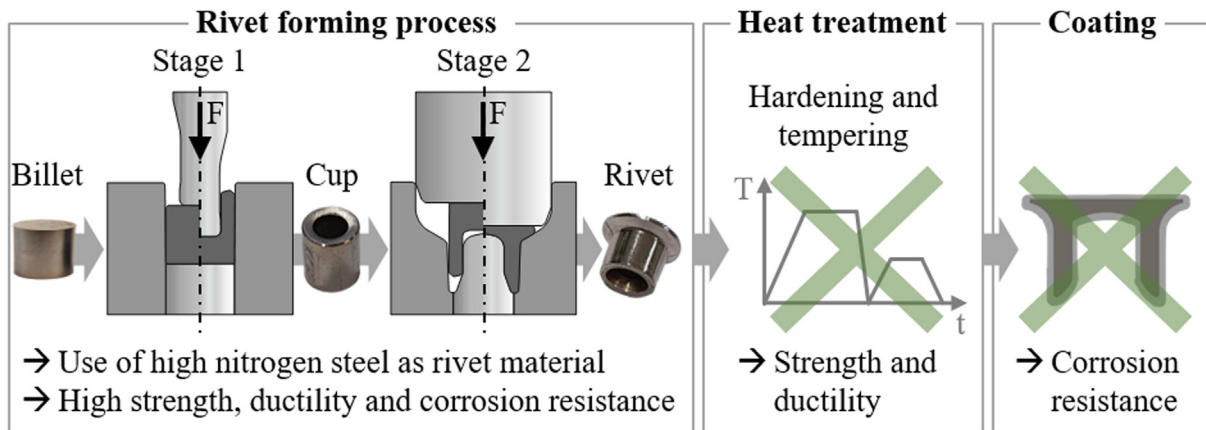 Rivet forming process
Stage 1
Stage 2
F
F
Billet
Cup
Rivet
→ Use of high nitrogen steel as rivet material
→ High strength, ductility and corrosion resistance
Heat treatment
Hardening and
tempering
T
t
→ Strength and
ductility
Coating
→ Corrosion
resistance